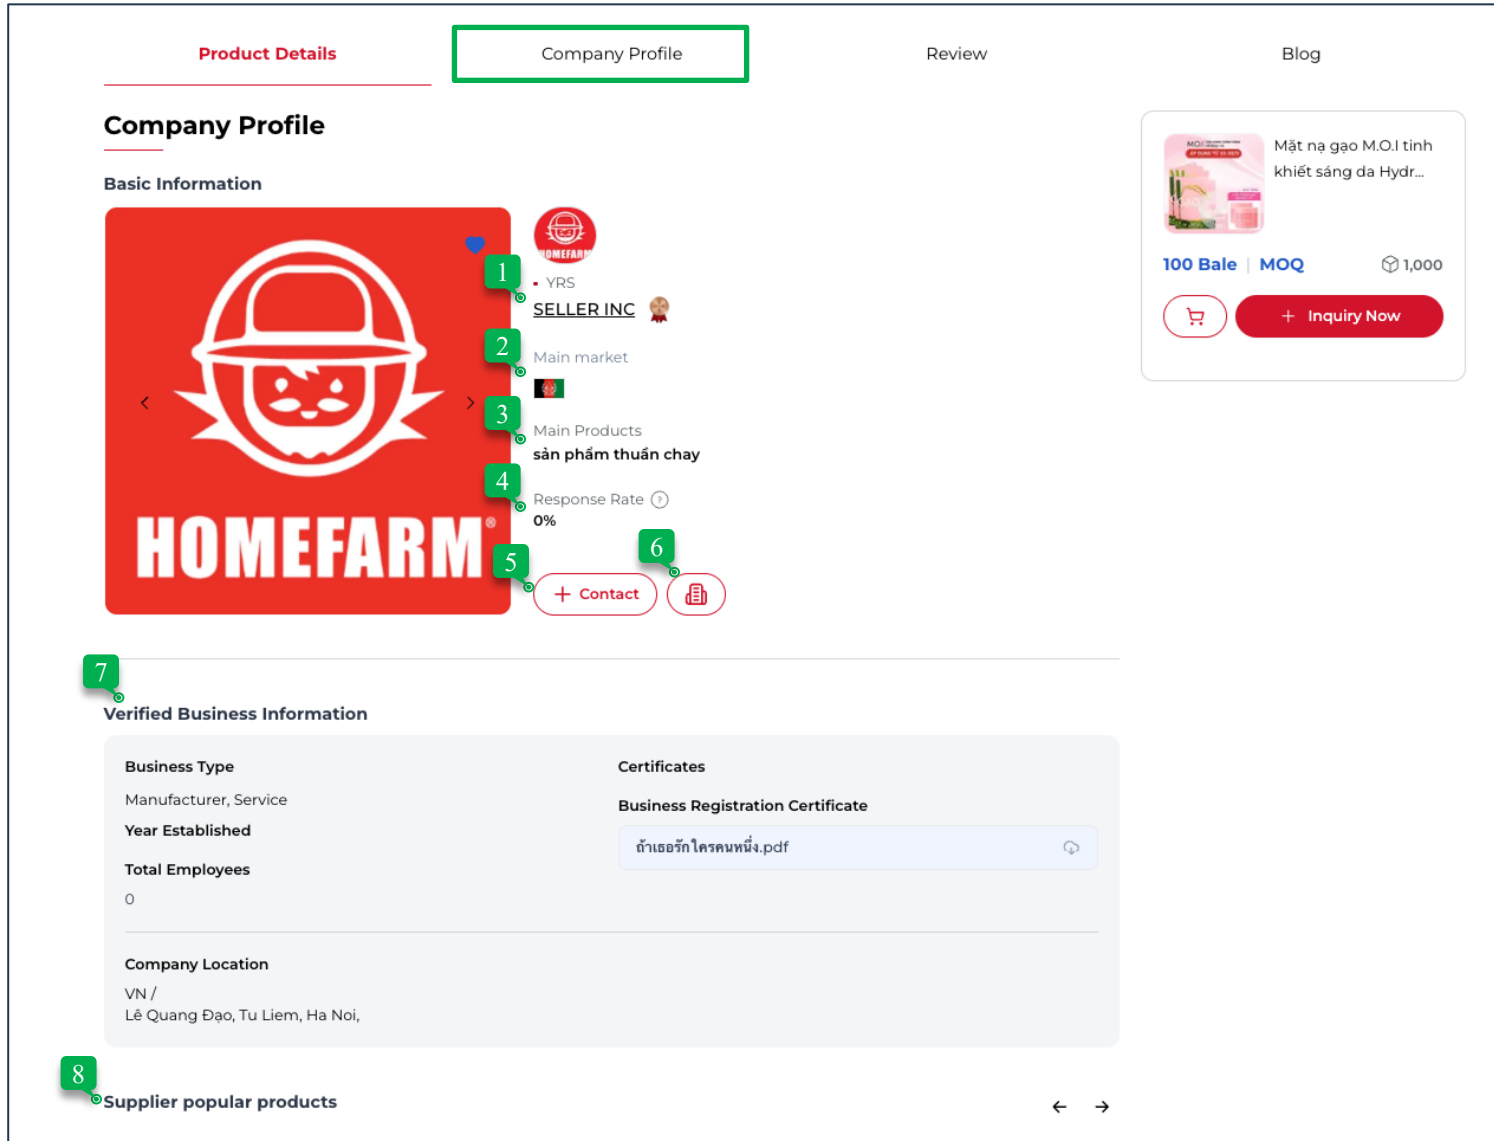 Product Details
Company Profile
Review
Blog
Company Profile
Basic Information
HOMEFARM®
HOMEFARM
1
YRS
SELLER INC
2
Main market
3
Main Products
sản phẩm thuần chay
4
Response Rate ?
0%
5
+ Contact
6
Mặt nạ gạo M.O.I tinh
khiết sáng da Hydr...
100 Bale | MOQ
1,000
+ Inquiry Now
7
Verified Business Information
Business Type
Manufacturer, Service
Year Established
Total Employees
0
Certificates
Business Registration Certificate
ถ้าเธอรักใครคนหนึ่ง.pdf
Company Location
VN /
Lê Quang Đạo, Tu Liem, Ha Noi,
8
Supplier popular products